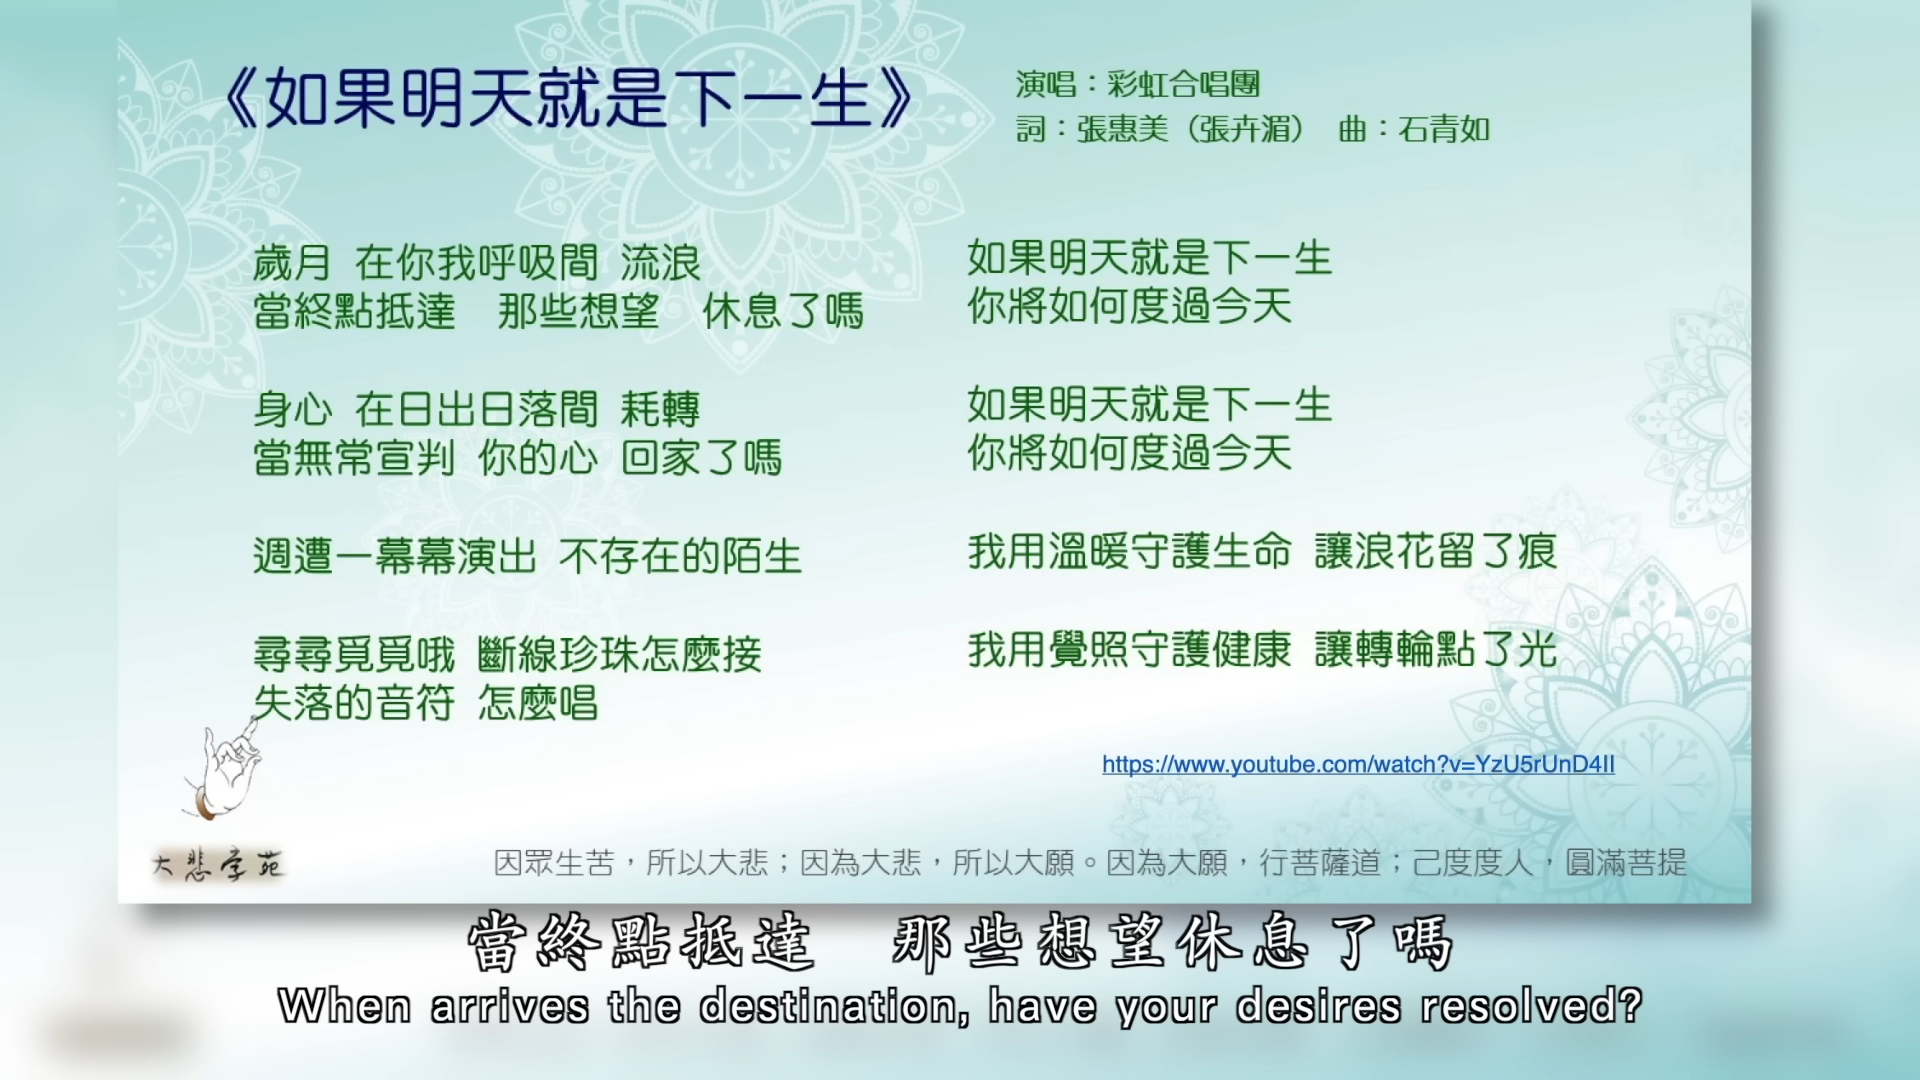 《如果明天就是下一生》
演唱：彩虹合唱團
詞：張惠美（張卉湄） 曲：石青如
歲月 在你我呼吸間 流浪
當終點抵達 那些想望 休息了嗎
身心 在日出日落間 耗轉
當無常宣判 你的心 回家了嗎
週遭一幕幕演出 不存在的陌生
尋尋覓覓哦 斷線珍珠怎麼接
失落的音符 怎麼唱
如果明天就是下一生
你將如何度過今天
如果明天就是下一生
你將如何度過今天
我用溫暖守護生命 讓浪花留了痕
我用覺照守護健康 讓轉輪點了光
https://www.youtube.com/watch?v=YzU5rUnD4II
大悲学苑
因眾生苦，所以大悲；因為大悲，所以大願。因為大願，行菩薩道；己度度人，圓滿菩提
當終點抵達 那些想望休息了嗎
When arrives the destination, have your desires resolved?